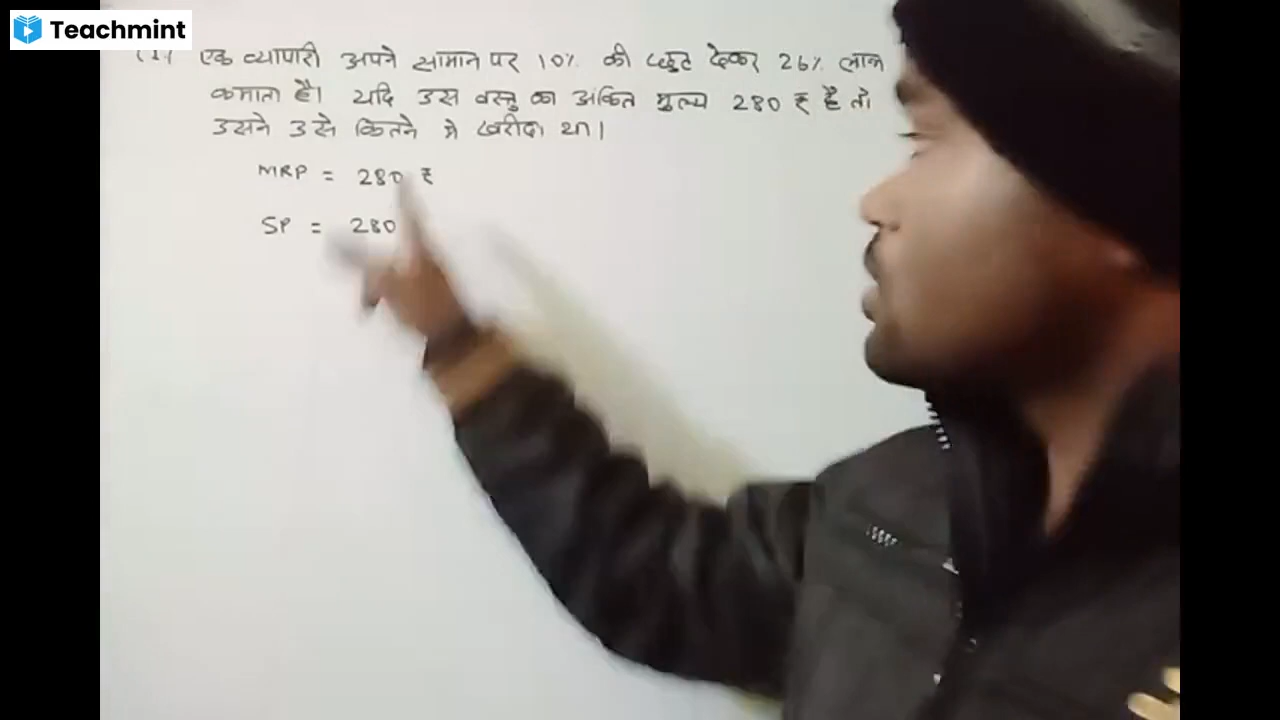 Teachmint
(1) एक व्यापारी अपने सामान पर 10% की छुट देकर 26% लाभ
कमाता है। यदि उस वस्तु का अंकित मुल्य 280 ₹ है तो
उसने उसे कितने मे खरीदा था।
MRP = 280 ₹
SP = 280